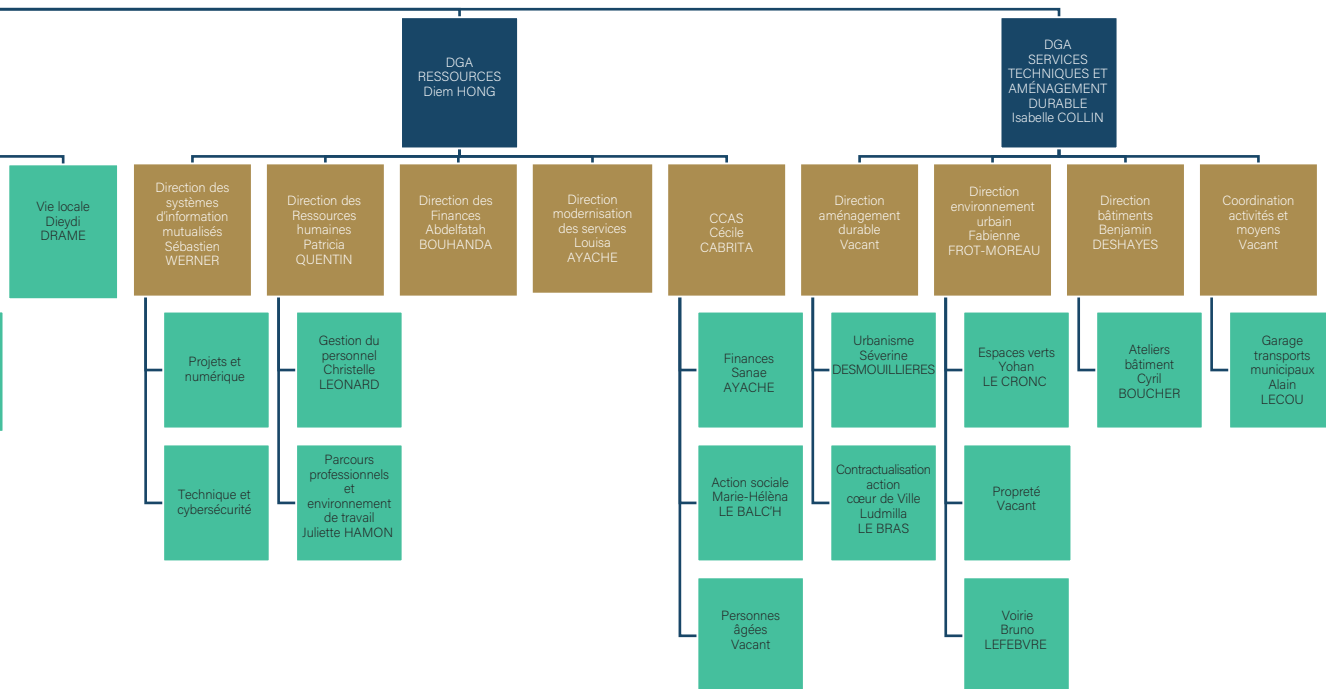 DGA
RESSOURCES
Diem HONG
DGA
SERVICES
TECHNIQUES ET
AMÉNAGEMENT
DURABLE
Isabelle COLLIN
Vie locale
Dieydi
DRAME
Direction des
systèmes
d'information
mutualisés
Sébastien
WERNER
Direction des
Ressources
humaines
Patricia
QUENTIN
Direction des
Finances
Abdelfatah
BOUHANDA
Direction
modernisation
des services
Louisa
AYACHE
CCAS
Cécile
CABRITA
Direction
aménagement
durable
Vacant
Direction
environnement
urbain
Fabienne
FROT-MOREAU
Direction
bâtiments
Benjamin
DESHAYES
Coordination
activités et
moyens
Vacant
Projets et
numérique
Gestion du
personnel
Christelle
LEONARD
Finances
Sanae
AYACHE
Urbanisme
Séverine
DESMOUILLIERES
Espaces verts
Yohan
LE CRONC
Ateliers
bâtiment
Cyril
BOUCHER
Garage
transports
municipaux
Alain
LECOU
Technique et
cybersécurité
Parcours
professionnels
et
environnement
de travail
Juliette HAMON
Action sociale
Marie-Hélèna
LE BALC'H
Contractualisation
action
cœur de Ville
Ludmilla
LE BRAS
Propreté
Vacant
Personnes
âgées
Vacant
Voirie
Bruno
LEFEBVRE